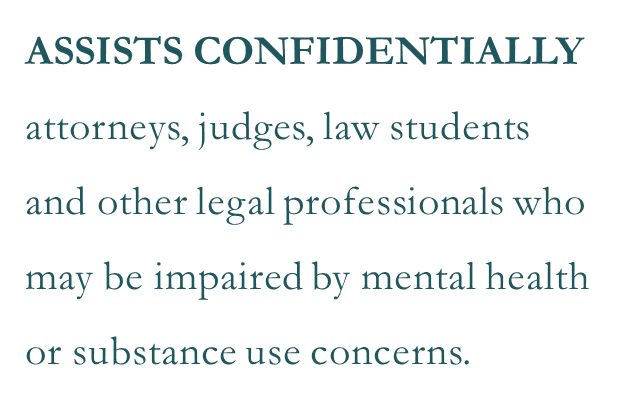 ASSISTS CONFIDENTIALLY
attorneys, judges, law students
and other legal professionals who
may be impaired by mental health
or substance use concerns.